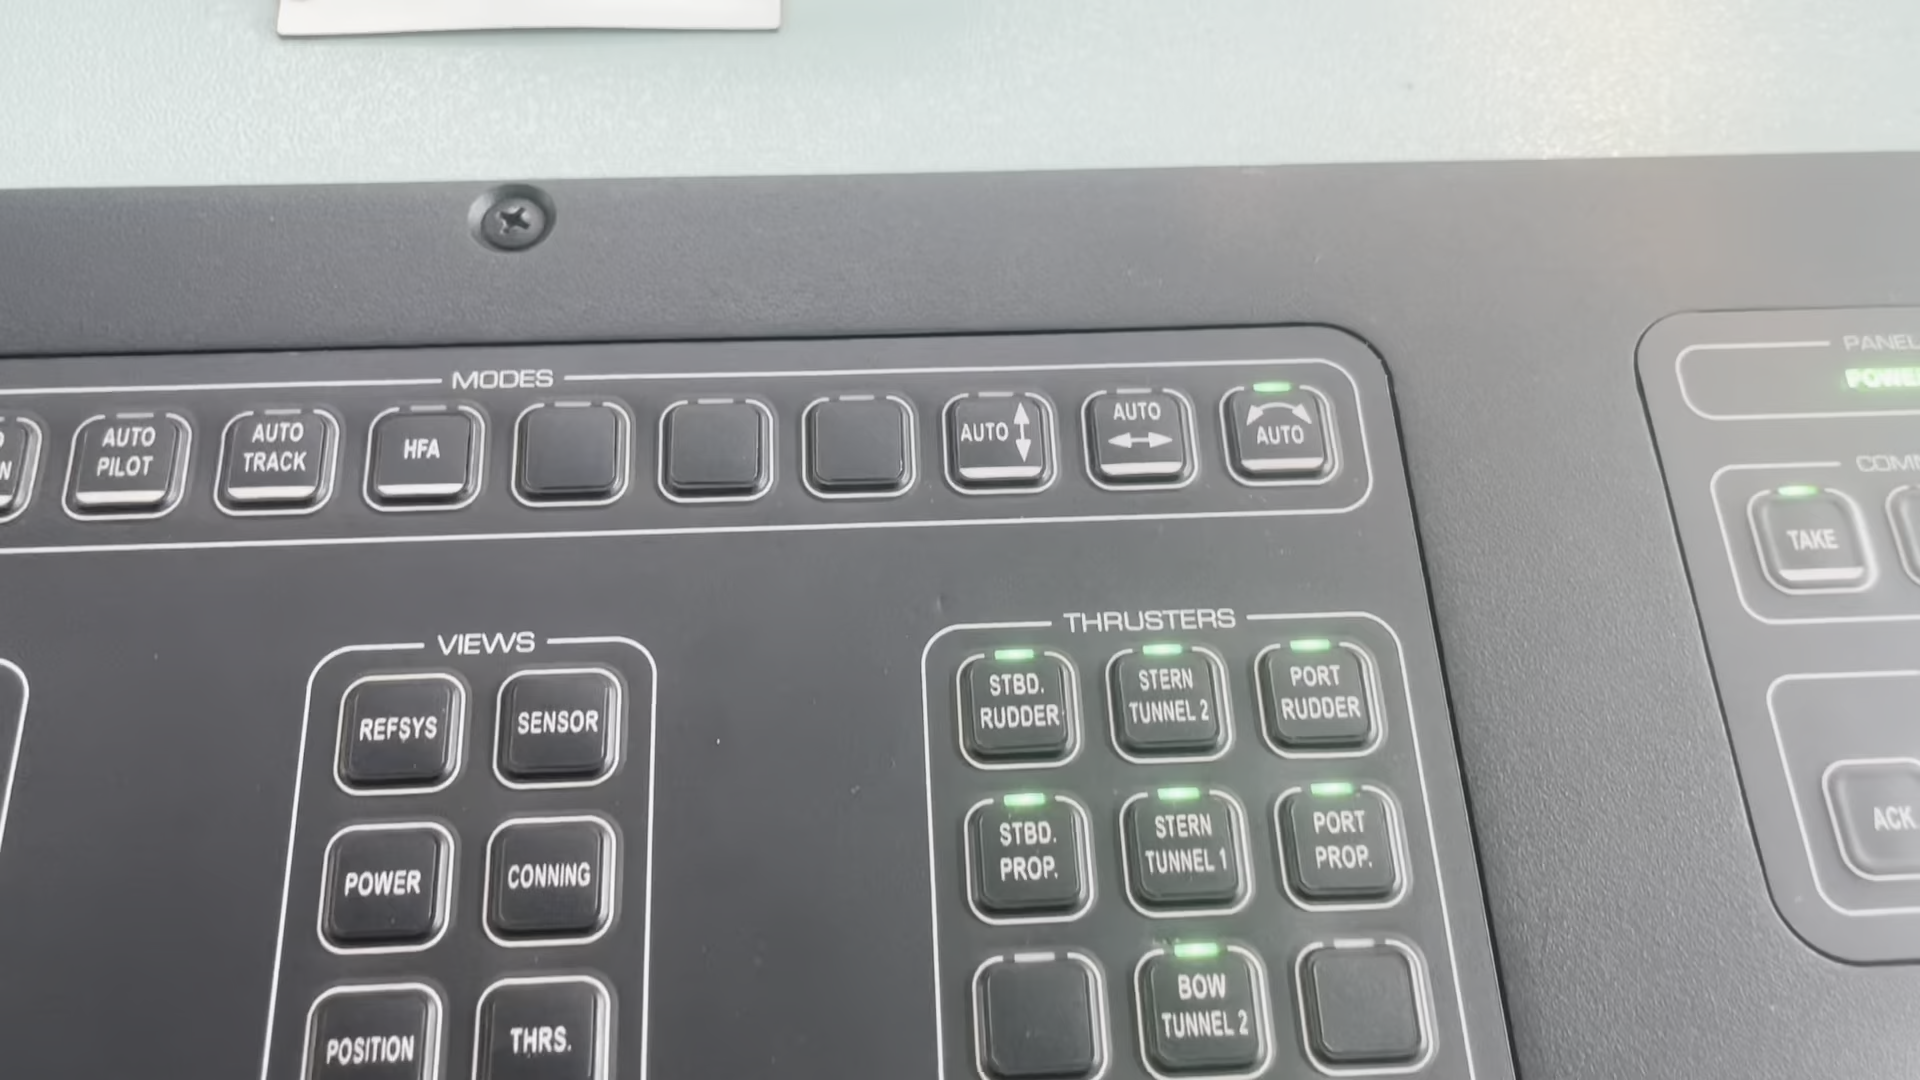 MODES
AUTO
PILOT
AUTO
TRACK
HFA
AUTO
AUTO
AUTO
PANEL
POWER
TAKE
VIEWS
REFSYS
SENSOR
POWER
CONNING
POSITION
THRS.
THRUSTERS
STBD.
RUDDER
STERN
TUNNEL 2
PORT
RUDDER
STBD.
PROP.
STERN
TUNNEL 1
PORT
PROP.
BOW
TUNNEL 2
ACK